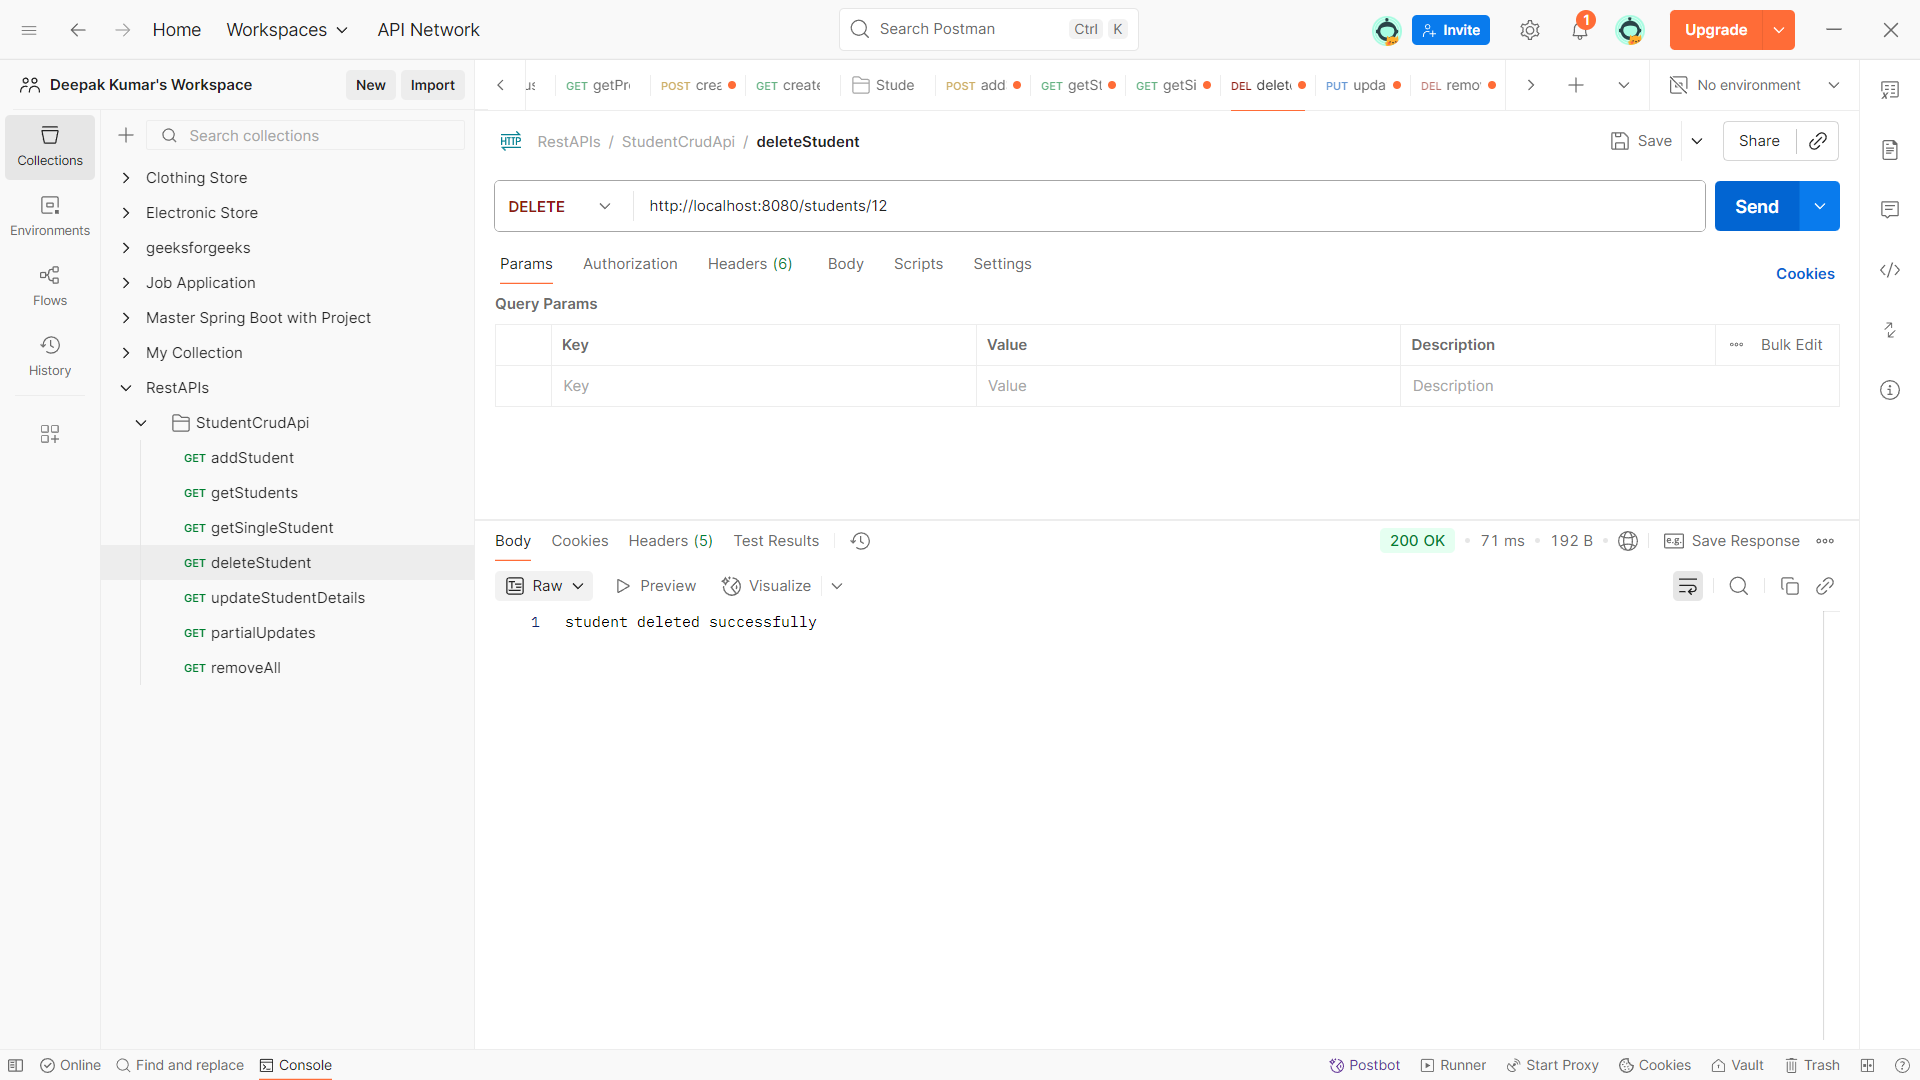 Home Workspaces API Network
Search Postman Ctrl K
Invite 1 Upgrade
Deepak Kumar's Workspace New Import
GET getPr POST crea GET create Stude POST add GET getSt GET getSi DEL delet PUT upda DEL remo No environment
Collections
Environments
Flows
History
Search collections
Clothing Store
Electronic Store
geeksforgeeks
Job Application
Master Spring Boot with Project
My Collection
RestAPIs
StudentCrudApi
GET addStudent
GET getStudents
GET getSingleStudent
GET deleteStudent
GET updateStudentDetails
GET partialUpdates
GET removeAll
HTTP RestAPIs / StudentCrudApi / deleteStudent
Save Share
DELETE http://localhost:8080/students/12 Send
Params Authorization Headers (6) Body Scripts Settings
Cookies
Query Params
Key Value Description Bulk Edit
Key Value Description
Body Cookies Headers (5) Test Results
200 OK 71 ms 192 B e.g. Save Response
Raw Preview Visualize
1 student deleted successfully
Online Find and replace Console
Postbot Runner Start Proxy Cookies Vault Trash